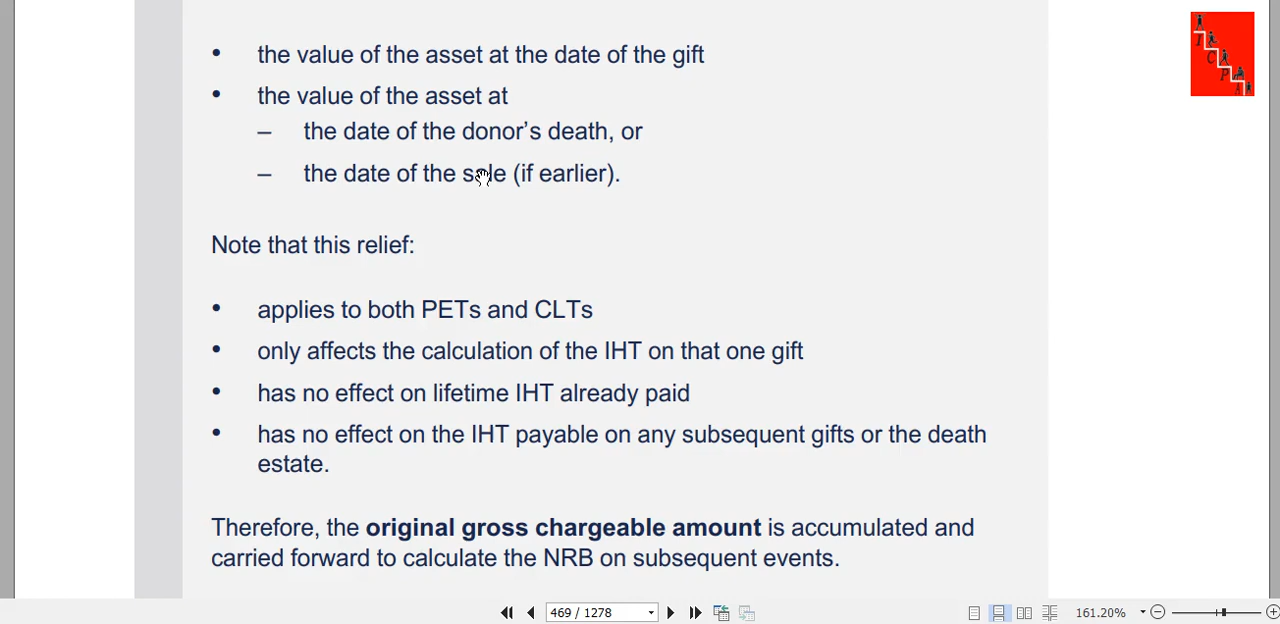 • the value of the asset at the date of the gift
• the value of the asset at
– the date of the donor’s death, or
– the date of the sale (if earlier).
Note that this relief:
• applies to both PETs and CLTs
• only affects the calculation of the IHT on that one gift
• has no effect on lifetime IHT already paid
• has no effect on the IHT payable on any subsequent gifts or the death
estate.
Therefore, the original gross chargeable amount is accumulated and
carried forward to calculate the NRB on subsequent events.
I
C
P
A
469 / 1278
161.20%